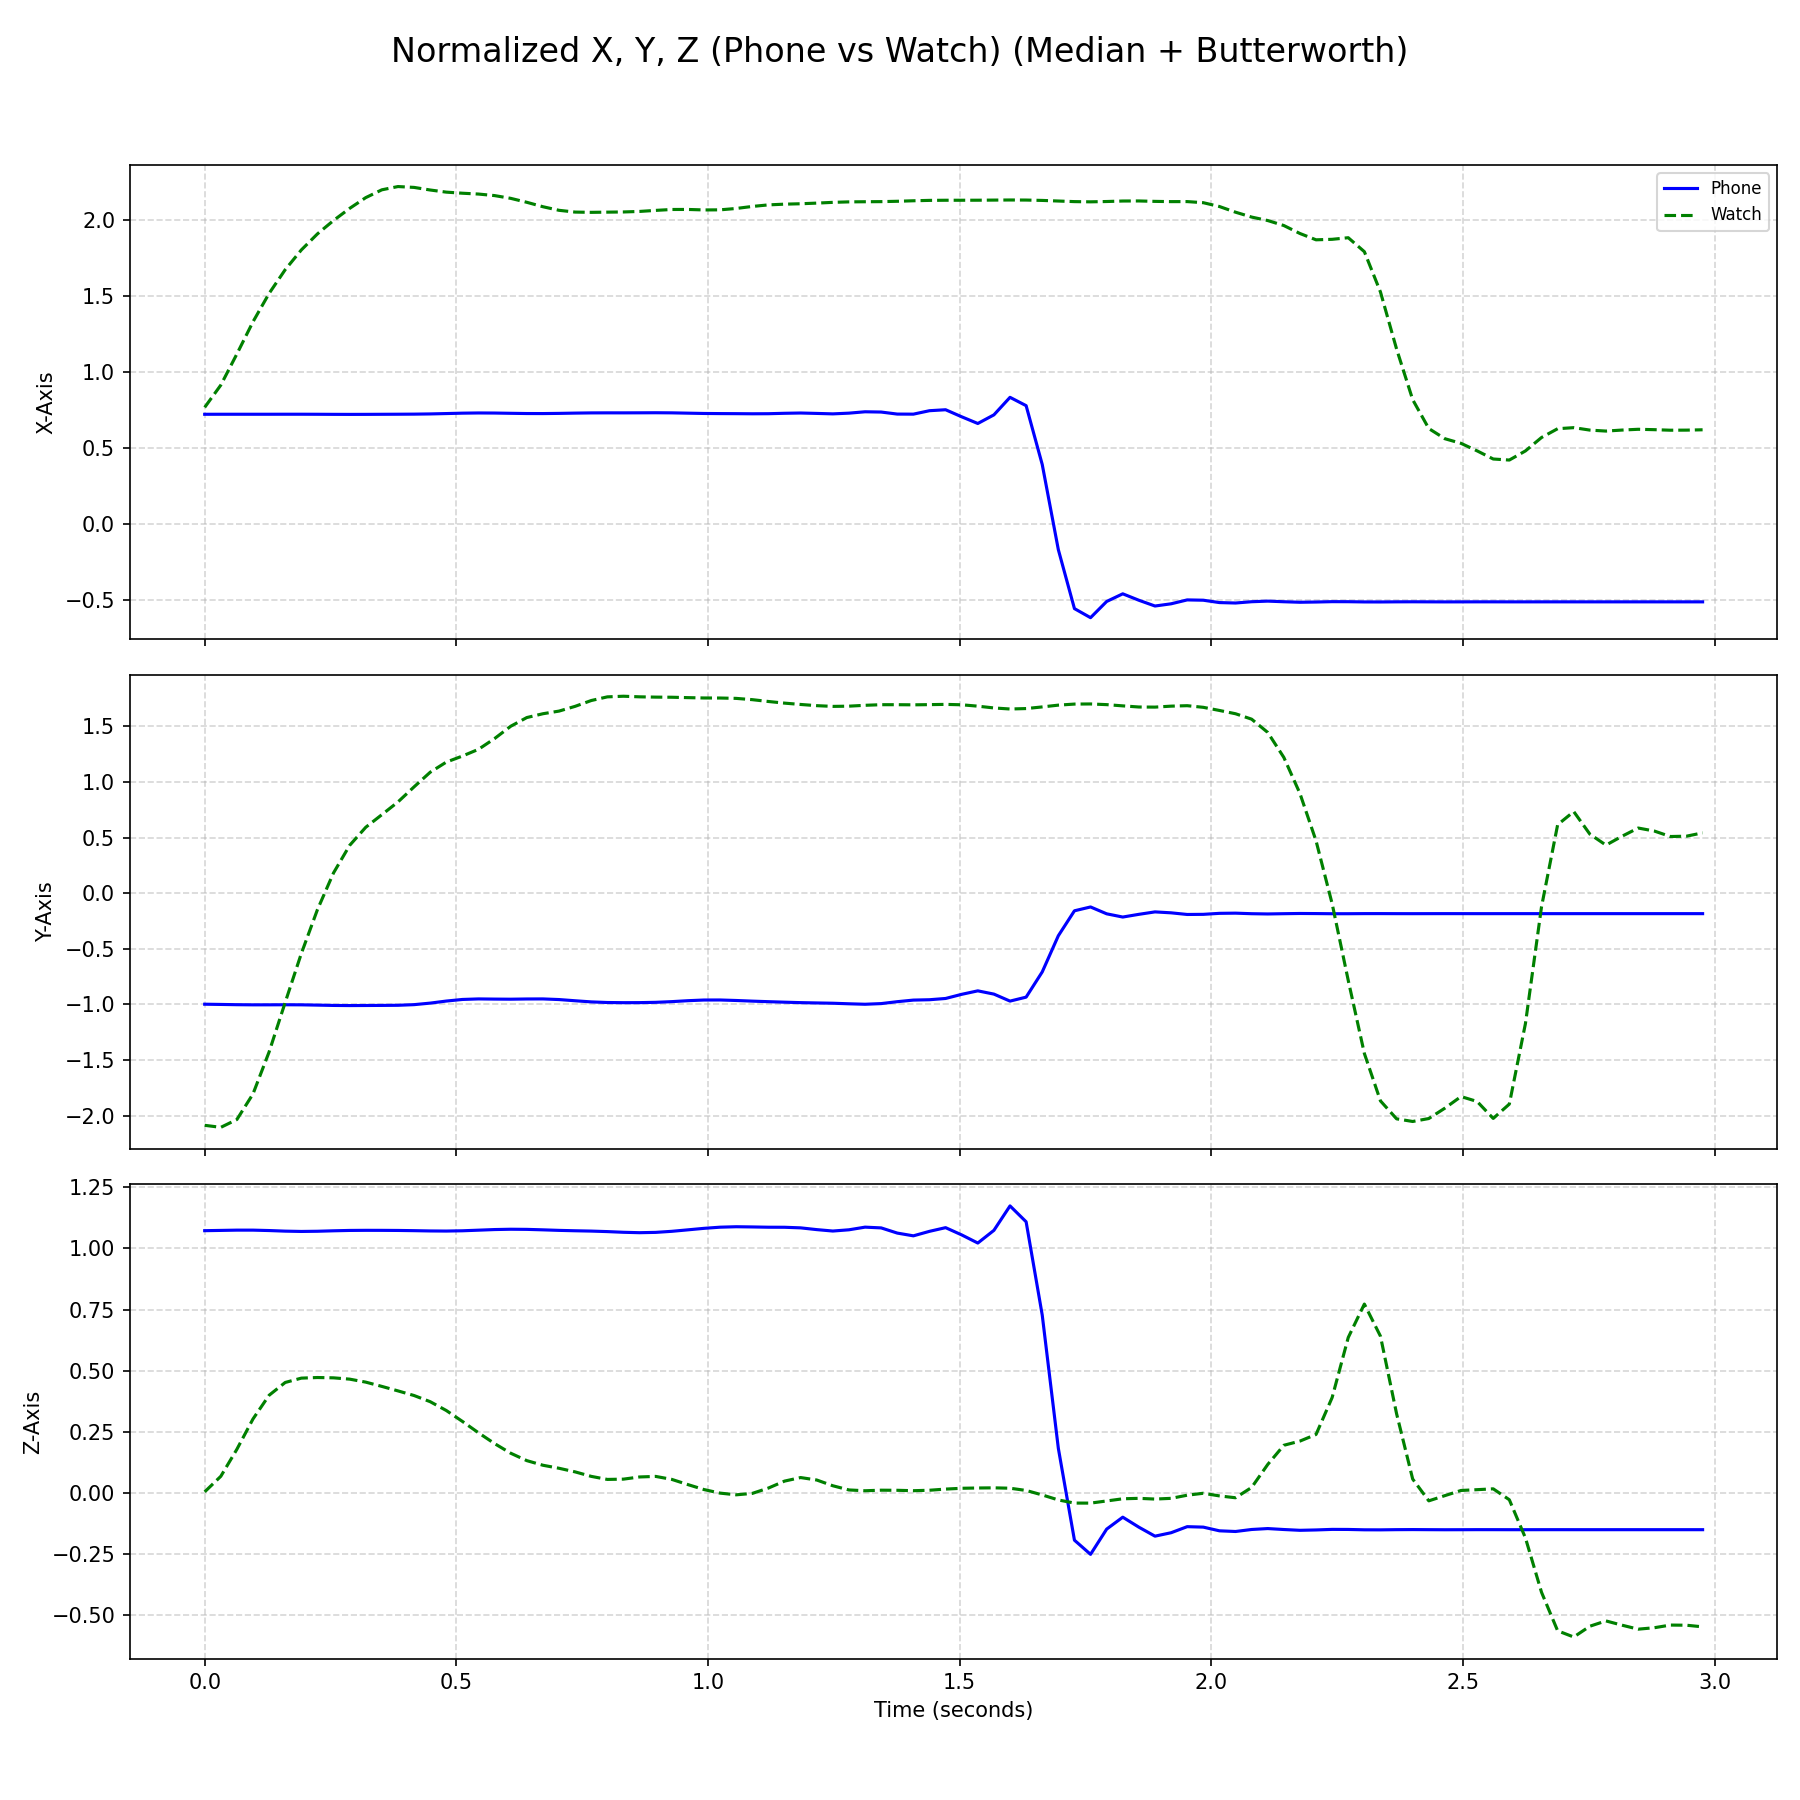 Normalized X, Y, Z (Phone vs Watch) (Median + Butterworth)
Phone
Watch
2.0
1.5
1.0
0.5
0.0
−0.5
X-Axis
1.5
1.0
0.5
0.0
−0.5
−1.0
−1.5
−2.0
Y-Axis
1.25
1.00
0.75
0.50
0.25
0.00
−0.25
−0.50
Z-Axis
0.0 0.5 1.0 1.5 2.0 2.5 3.0
Time (seconds)